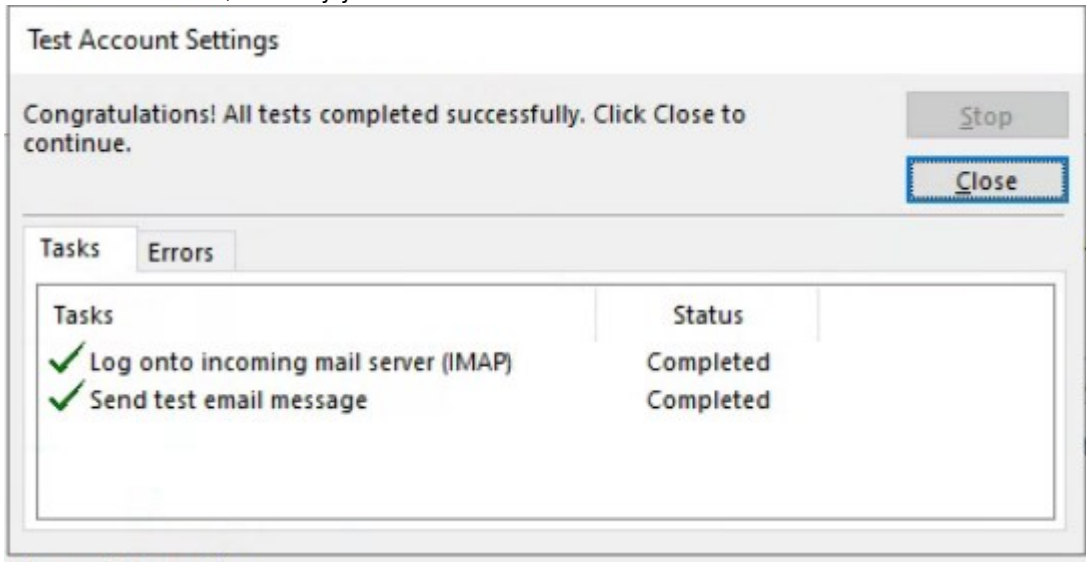 Test Account Settings
Congratulations! All tests completed successfully. Click Close to
continue.
Stop
Close
Tasks Errors
Tasks Status
Log onto incoming mail server (IMAP) Completed
Send test email message Completed